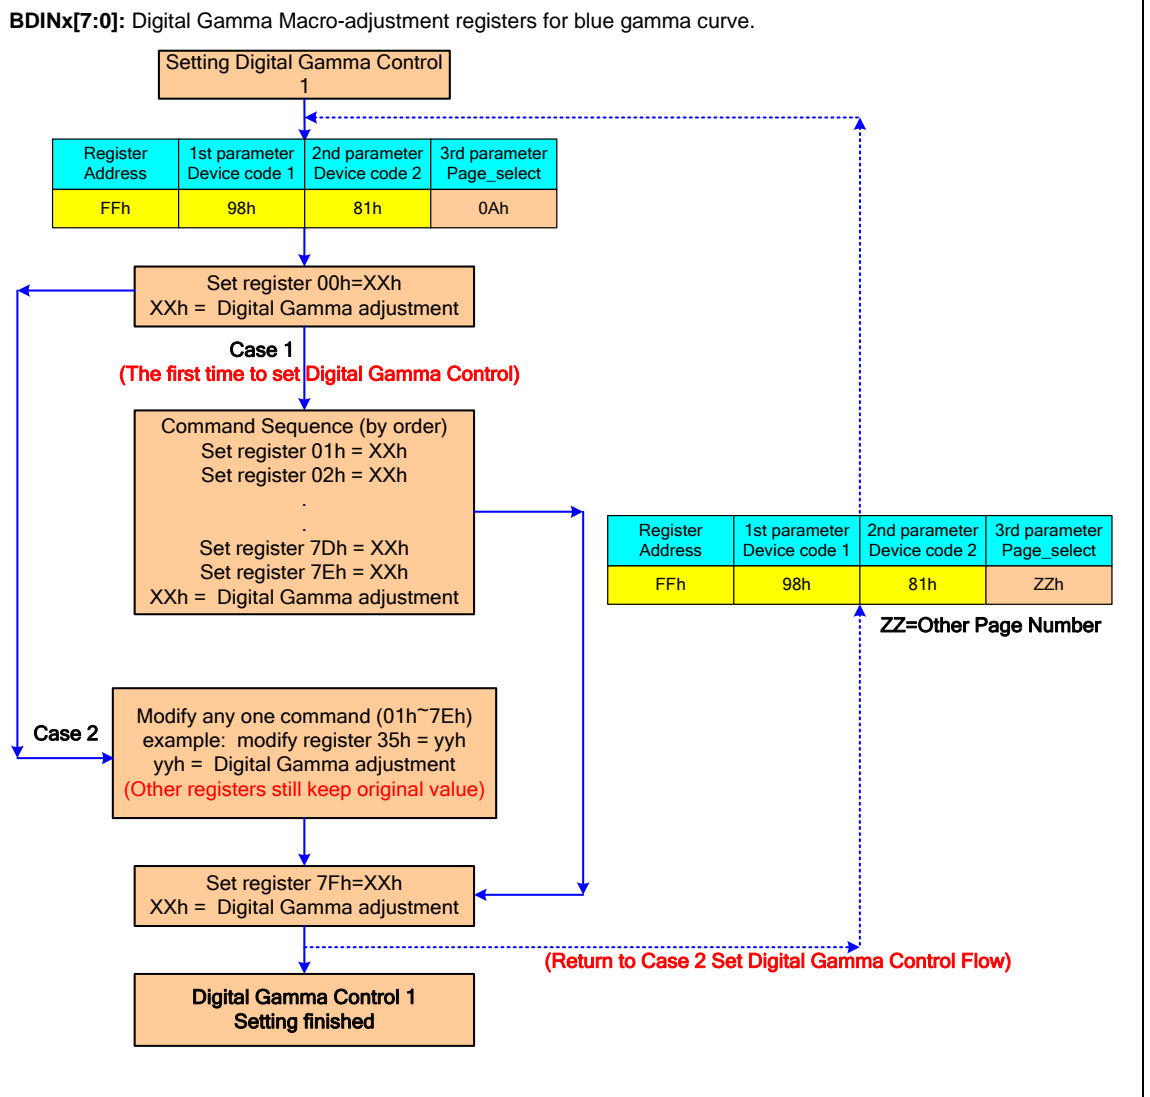 BDINx[7:0]: Digital Gamma Macro-adjustment registers for blue gamma curve.
Setting Digital Gamma Control
1
Register
Address
1st parameter
Device code 1
2nd parameter
Device code 2
3rd parameter
Page_select
FFh
98h
81h
0Ah
Set register 00h=XXh
XXh =  Digital Gamma adjustment
Case 1
(The first time to set Digital Gamma Control)
Command Sequence (by order)
Set register 01h = XXh
Set register 02h = XXh
.
.
Set register 7Dh = XXh
Set register 7Eh = XXh
XXh =  Digital Gamma adjustment
Register
Address
1st parameter
Device code 1
2nd parameter
Device code 2
3rd parameter
Page_select
FFh
98h
81h
ZZh
ZZ=Other Page Number
Case 2
Modify any one command (01h~7Eh)
example:  modify register 35h = yyh
yyh =  Digital Gamma adjustment
(Other registers still keep original value)
Set register 7Fh=XXh
XXh =  Digital Gamma adjustment
(Return to Case 2 Set Digital Gamma Control Flow)
Digital Gamma Control 1
Setting finished